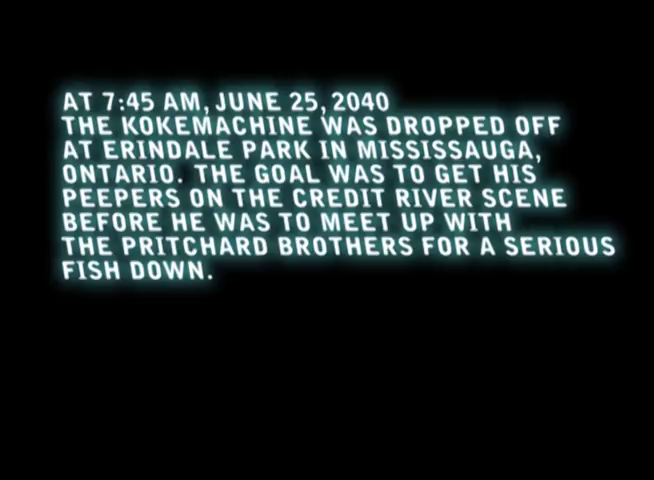 AT 7:45 AM, JUNE 25, 2040
THE KOKEMACHINE WAS DROPPED OFF
AT ERINDALE PARK IN MISSISSAUGA,
ONTARIO. THE GOAL WAS TO GET HIS
PEEPERS ON THE CREDIT RIVER SCENE
BEFORE HE WAS TO MEET UP WITH
THE PRITCHARD BROTHERS FOR A SERIOUS
FISH DOWN.